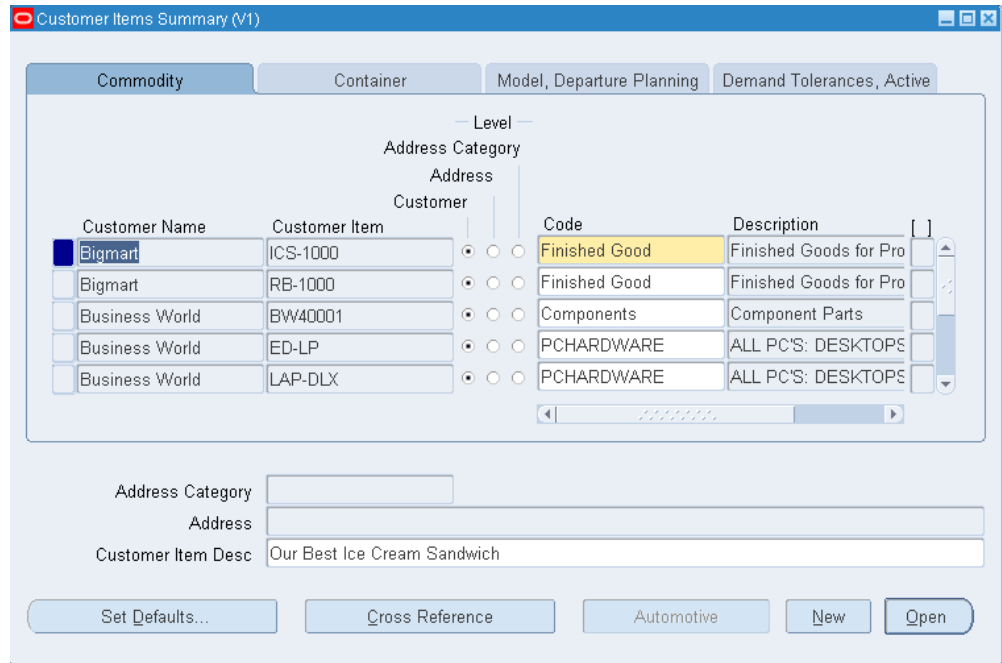 Customer Items Summary (V1)
Commodity Container Model, Departure Planning Demand Tolerances, Active
Level
Address Category
Address
Customer
Customer Name Customer Item Code Description [ ]
Bigmart ICS-1000 Finished Good Finished Goods for Pro
Bigmart RB-1000 Finished Good Finished Goods for Pro
Business World BW40001 Components Component Parts
Business World ED-LP PCHARDWARE ALL PC'S: DESKTOPS
Business World LAP-DLX PCHARDWARE ALL PC'S: DESKTOPS
Address Category
Address
Customer Item Desc Our Best Ice Cream Sandwich
Set Defaults... Cross Reference Automotive New Open